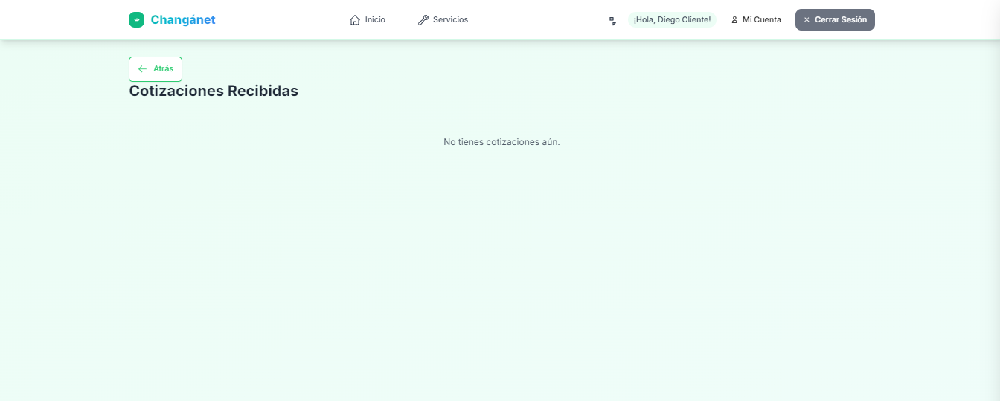 Changánet
Inicio
Servicios
¡Hola, Diego Cliente!
Mi Cuenta
Cerrar Sesión
Atrás
Cotizaciones Recibidas
No tienes cotizaciones aún.